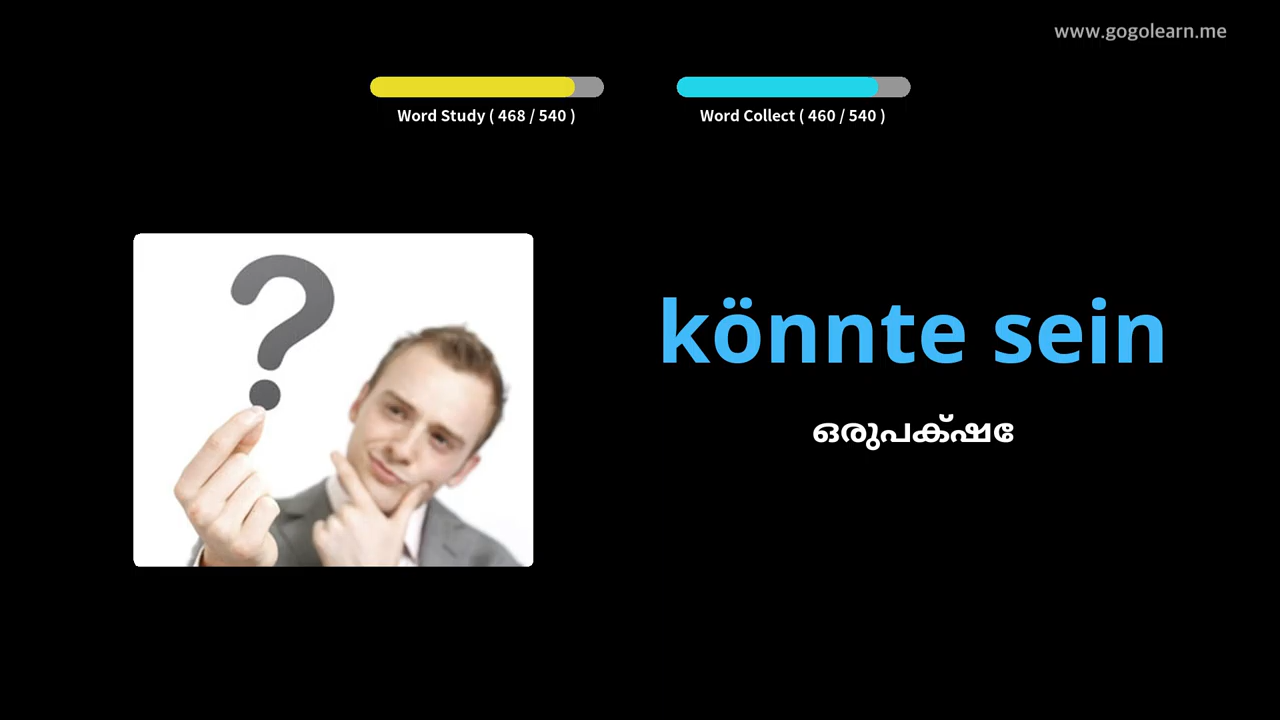 www.gogolearn.me
Word Study ( 468 / 540 )
Word Collect ( 460 / 540 )
könnte sein
ഒരുപക്ഷേ